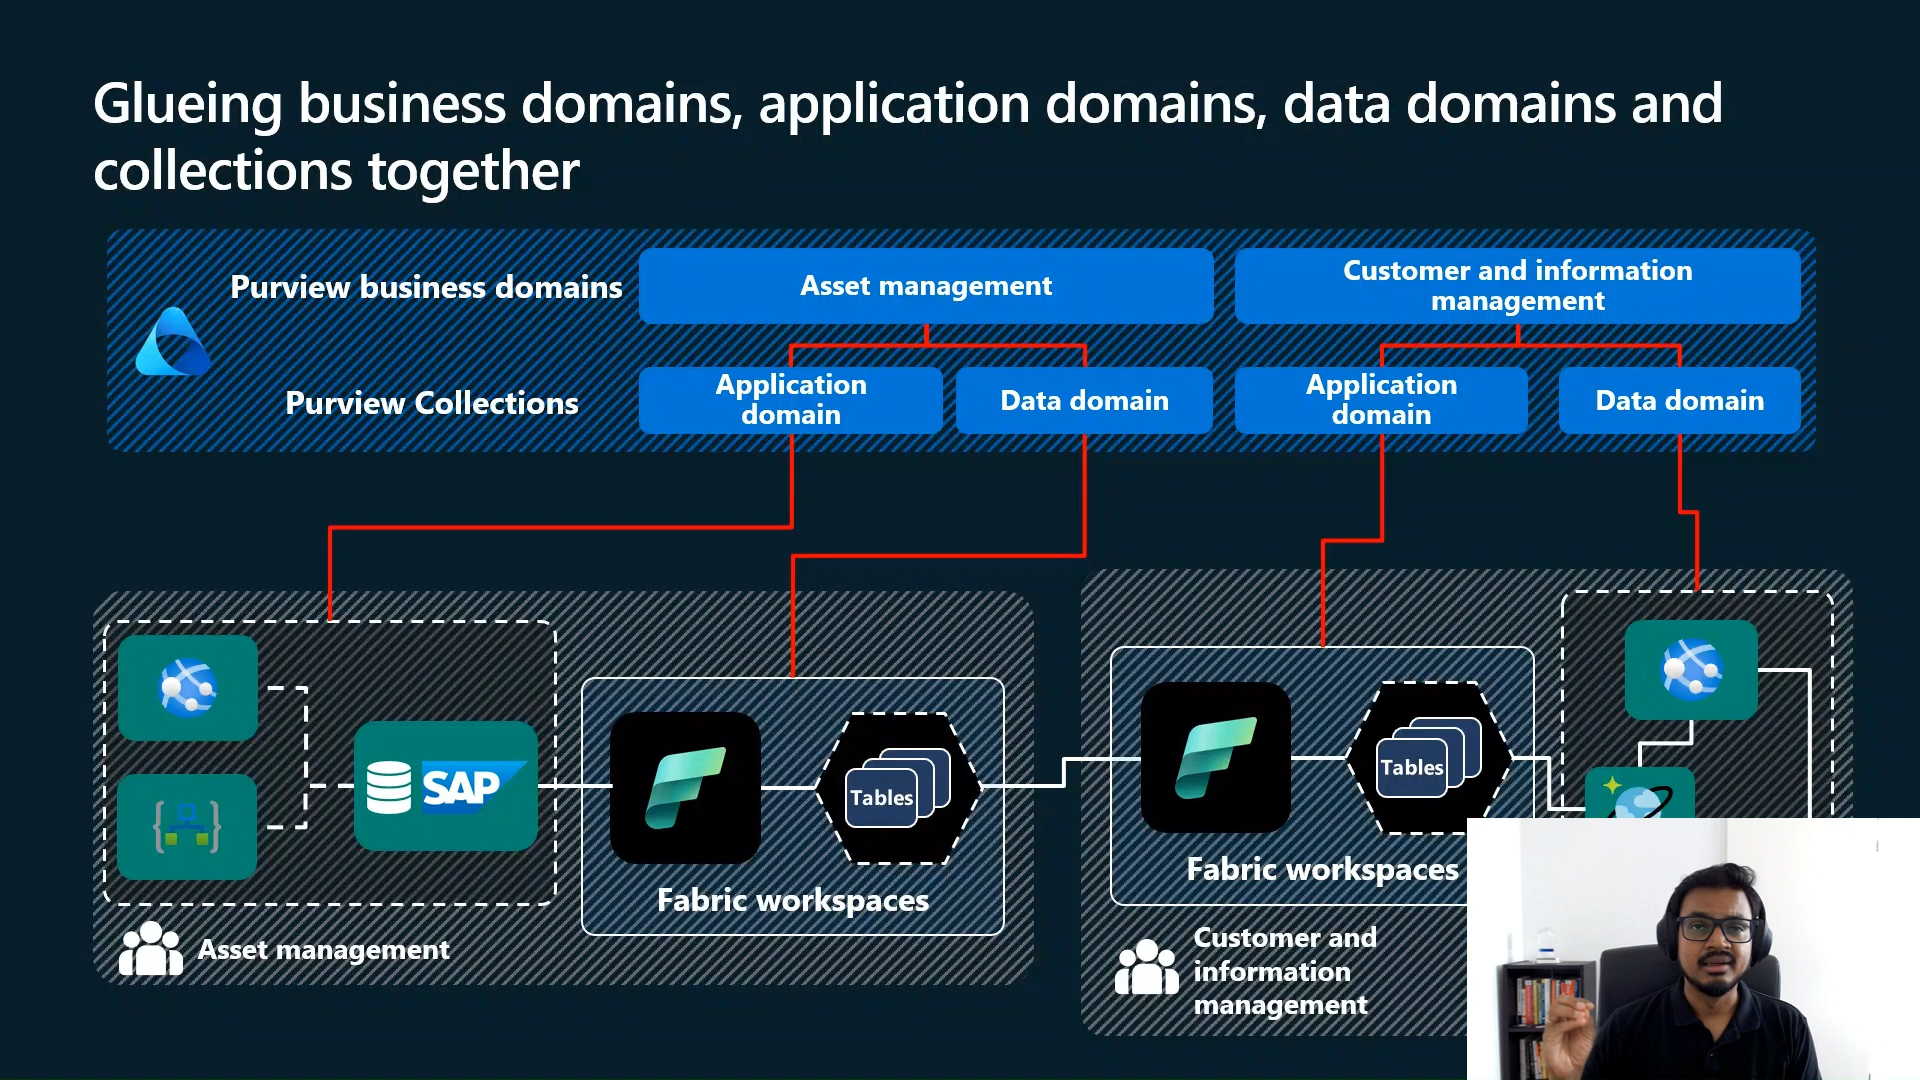 Glueing business domains, application domains, data domains and
collections together
Purview business domains
Asset management
Customer and information
management
Purview Collections
Application
domain
Data domain
Application
domain
Data domain
SAP
Tables
Fabric workspaces
Asset management
Tables
Fabric workspaces
Customer and
information
management